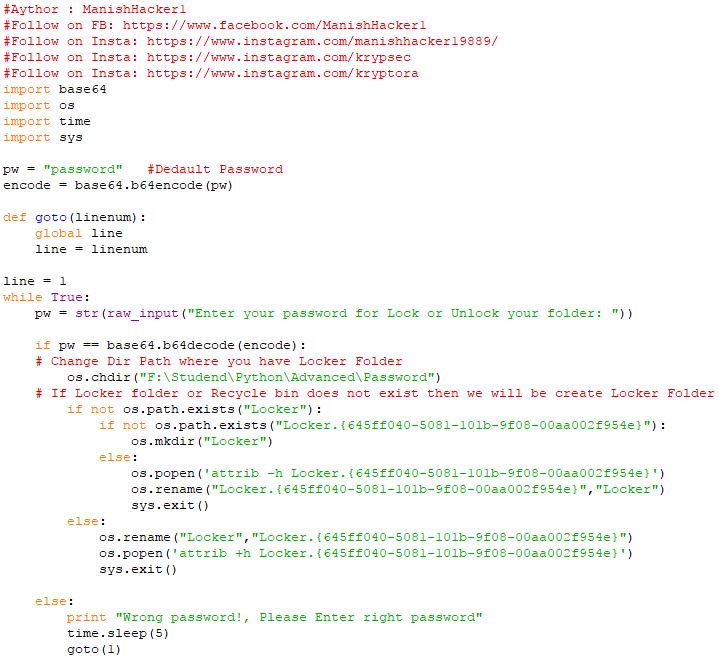 #Aythor : ManishHacker1
#Follow on FB: https://www.facebook.com/ManishHacker1
#Follow on Insta: https://www.instagram.com/manishhacker19889/
#Follow on Insta: https://www.instagram.com/krypsec
#Follow on Insta: https://www.instagram.com/kryptora
import base64
import os
import time
import sys

pw = "password"   #Dedault Password
encode = base64.b64encode(pw)

def goto(linenum):
    global line
    line = linenum

line = 1
while True:
    pw = str(raw_input("Enter your password for Lock or Unlock your folder: "))

    if pw == base64.b64decode(encode):
    # Change Dir Path where you have Locker Folder
        os.chdir("F:\Studend\Python\Advanced\Password")
    # If Locker folder or Recycle bin does not exist then we will be create Locker Folder
        if not os.path.exists("Locker"):
            if not os.path.exists("Locker.{645ff040-5081-101b-9f08-00aa002f954e}"):
                os.mkdir("Locker")
            else:
                os.popen('attrib -h Locker.{645ff040-5081-101b-9f08-00aa002f954e}')
                os.rename("Locker.{645ff040-5081-101b-9f08-00aa002f954e}","Locker")
                sys.exit()
        else:
            os.rename("Locker","Locker.{645ff040-5081-101b-9f08-00aa002f954e}")
            os.popen('attrib +h Locker.{645ff040-5081-101b-9f08-00aa002f954e}')
            sys.exit()

    else:
        print "Wrong password!, Please Enter right password"
        time.sleep(5)
        goto(1)